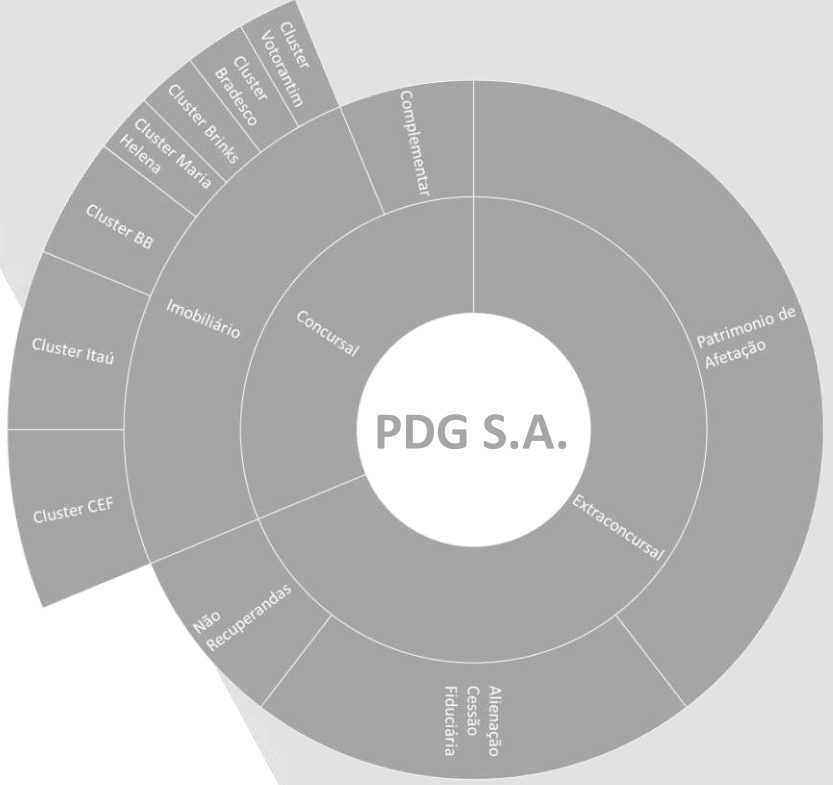 PDG S.A.
Concursal
Extraconcursal
Complementar
Imobiliário
Patrimonio de
Afetação
Alienação
Cessão
Fiduciária
Não
Recuperandas
Cluster
Votorantim
Cluster
Bradesco
Cluster Brinks
Cluster Maria
Helena
Cluster BB
Cluster Itaú
Cluster CEF